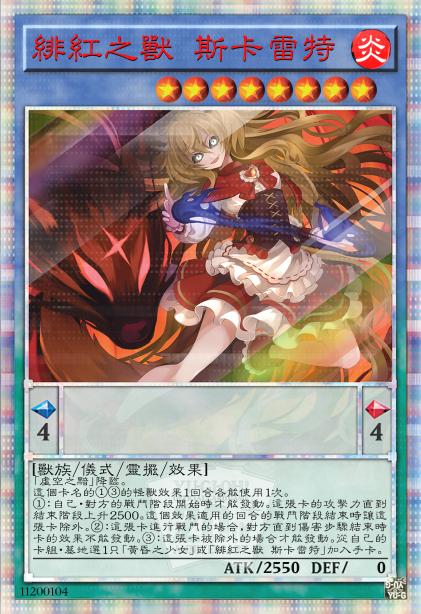 緋紅之獸 斯卡雷特
炎
4
4
[獸族/儀式/靈擺/效果]
「虛空之黯」降臨。
這個卡名的①③的怪獸效果1回合各能使用1次。
①：自己・對方的戰鬥階段開始時才能發動。這張卡的攻擊力直到
結束階段上升2500。這個效果適用的回合的戰鬥階段結束時讓這
張卡除外。②：這張卡進行戰鬥的場合，對方直到傷害步驟結束時
卡的效果不能發動。③：這張卡被除外的場合才能發動。從自己的
卡組・墓地選1只「黃昏之少女」或「緋紅之獸 斯卡雷特」加入手卡。
ATK/2550 DEF/ 0
11200104